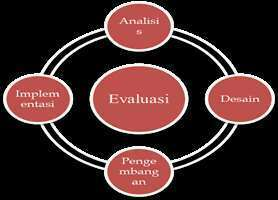 Analisi
s
Implem
entasi
Evaluasi
Desain
Penge
mbang
an